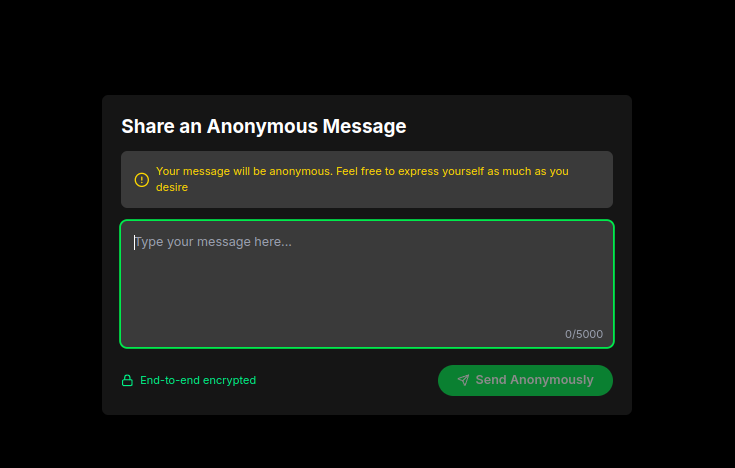 Share an Anonymous Message
Your message will be anonymous. Feel free to express yourself as much as you
desire
Type your message here...
0/5000
End-to-end encrypted
Send Anonymously